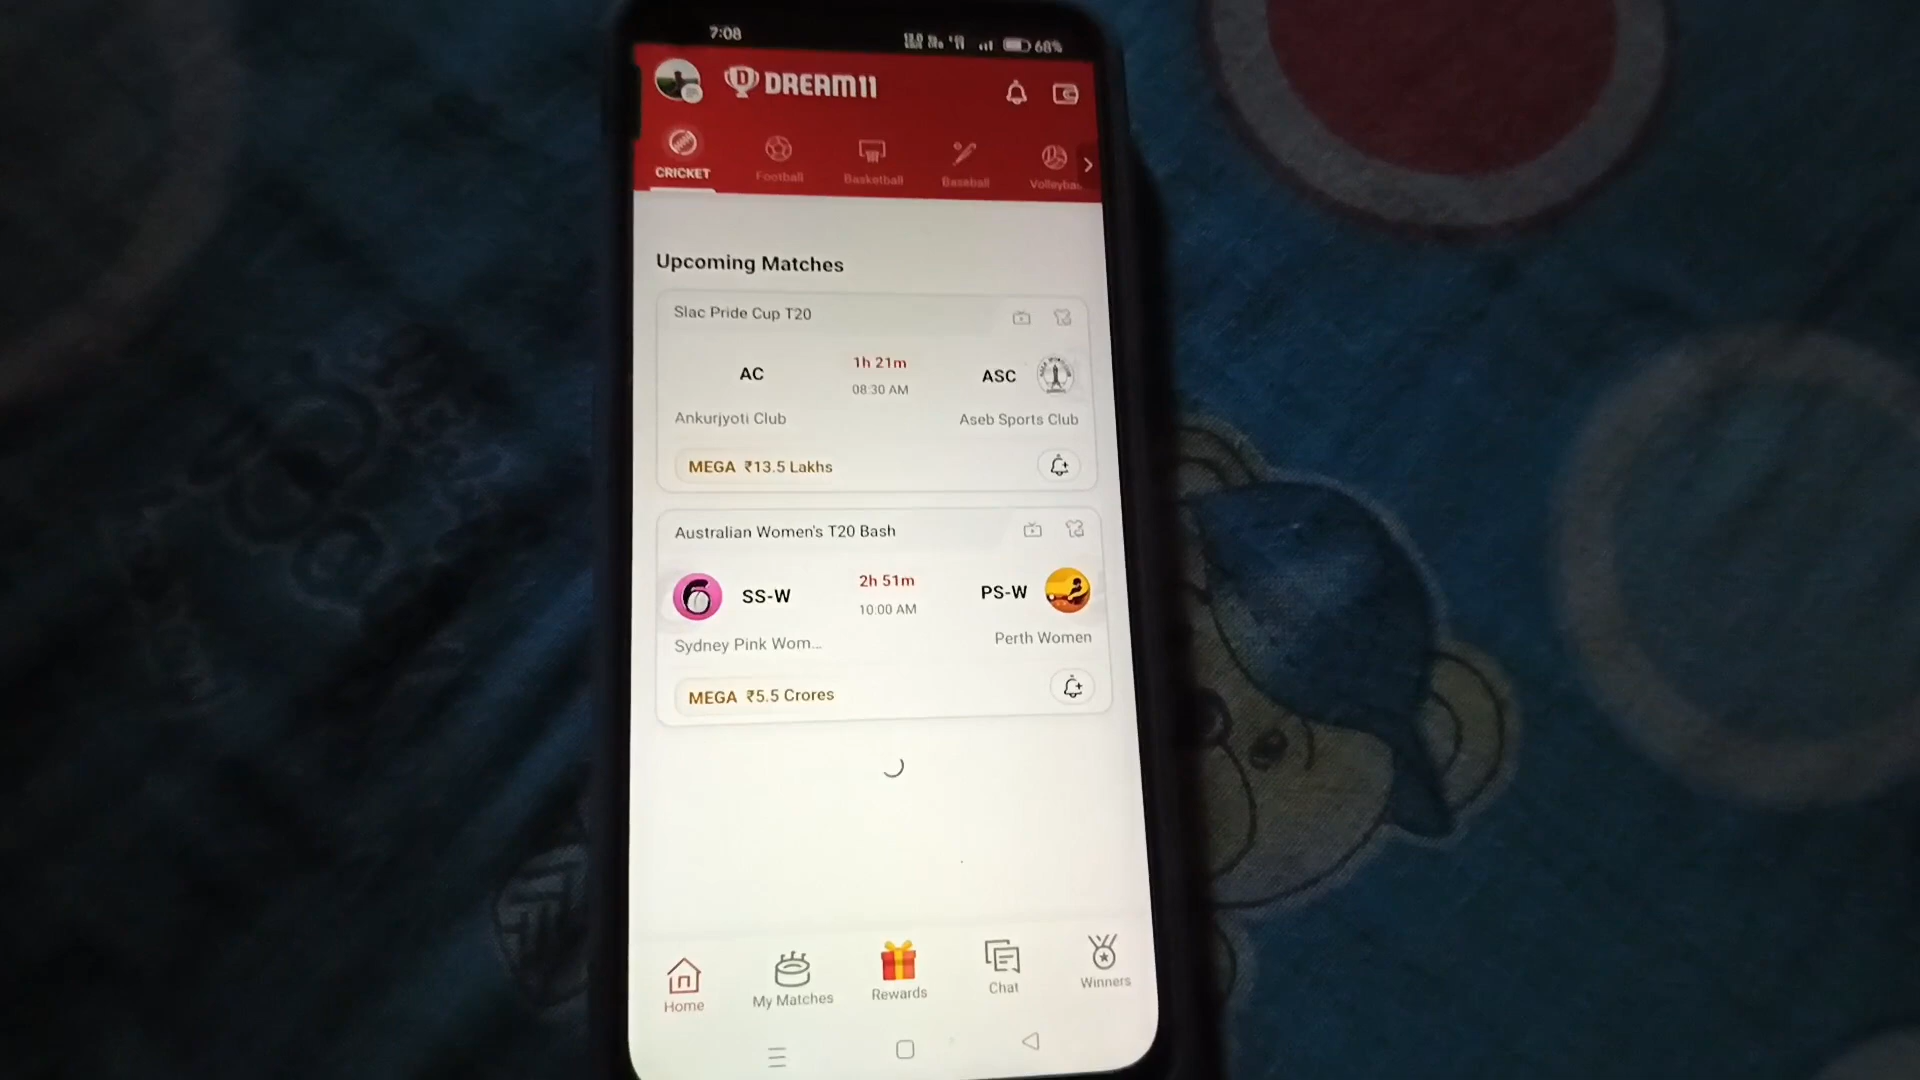 7:08
68%
DREAM11
CRICKET
Football
Basketball
Baseball
Volleyba
Upcoming Matches
Slac Pride Cup T20
AC
1h 21m
08:30 AM
ASC
Ankurjyoti Club
Aseb Sports Club
MEGA ₹13.5 Lakhs
Australian Women's T20 Bash
SS-W
2h 51m
10:00 AM
PS-W
Sydney Pink Wom...
Perth Women
MEGA ₹5.5 Crores
Home
My Matches
Rewards
Chat
Winners